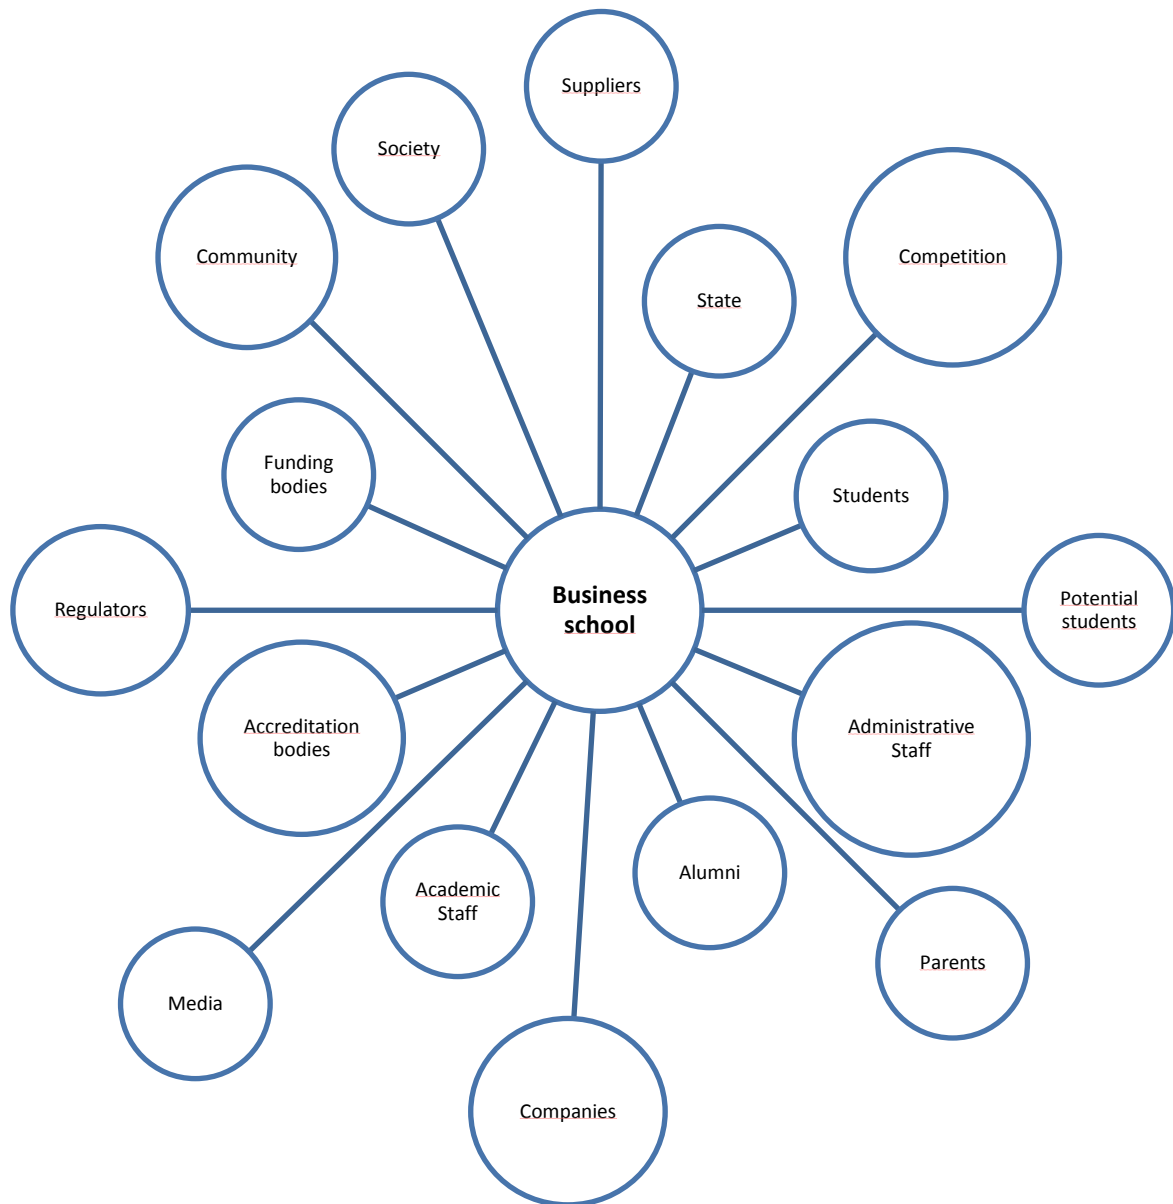 Suppliers
Society
Community
Competition
State
Funding
bodies
Students
Business
school
Regulators
Potential
students
Accreditation
bodies
Administrative
Staff
Academic
Staff
Alumni
Parents
Media
Companies